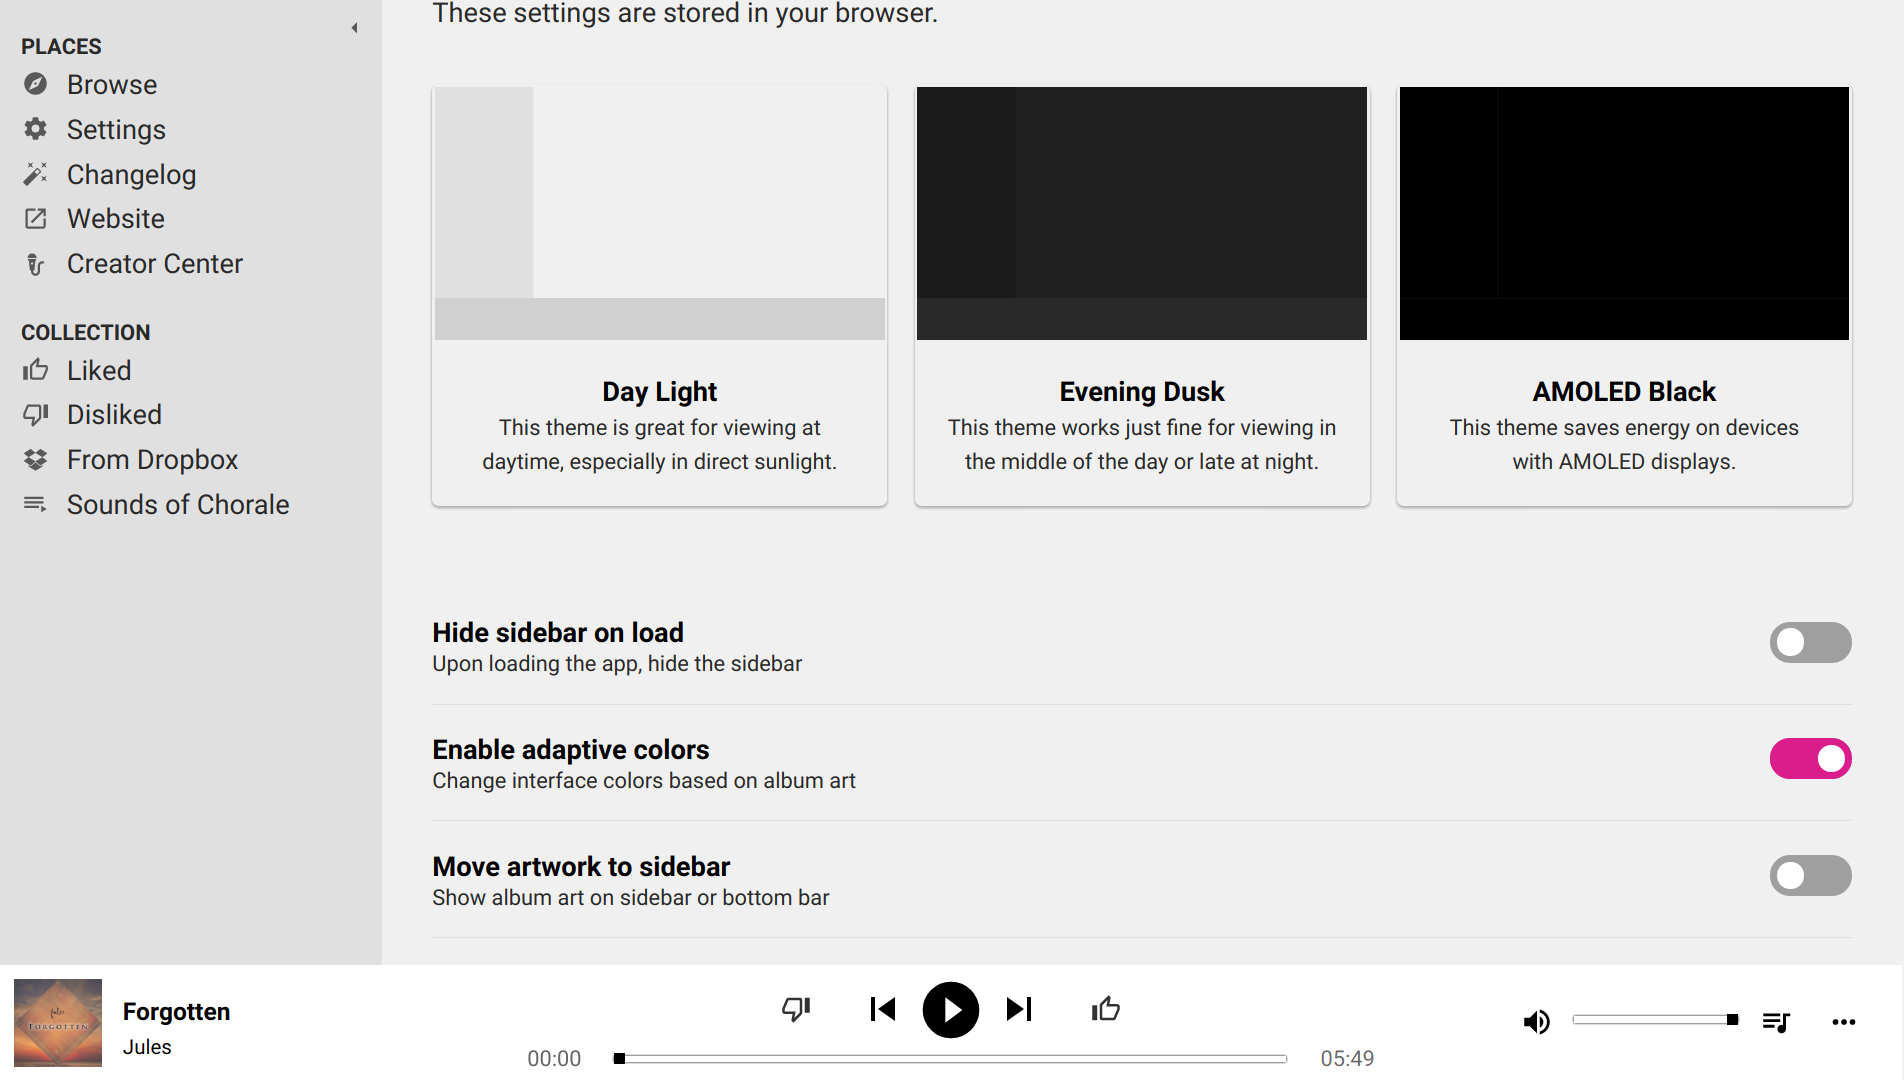 These settings are stored in your browser.
PLACES
Browse
Settings
Changelog
Website
Creator Center
COLLECTION
Liked
Disliked
From Dropbox
Sounds of Chorale
Day Light
This theme is great for viewing at
daytime, especially in direct sunlight.
Evening Dusk
This theme works just fine for viewing in
the middle of the day or late at night.
AMOLED Black
This theme saves energy on devices
with AMOLED displays.
Hide sidebar on load
Upon loading the app, hide the sidebar
Enable adaptive colors
Change interface colors based on album art
Move artwork to sidebar
Show album art on sidebar or bottom bar
FORGOTTEN
Forgotten
Jules
00:00
05:49